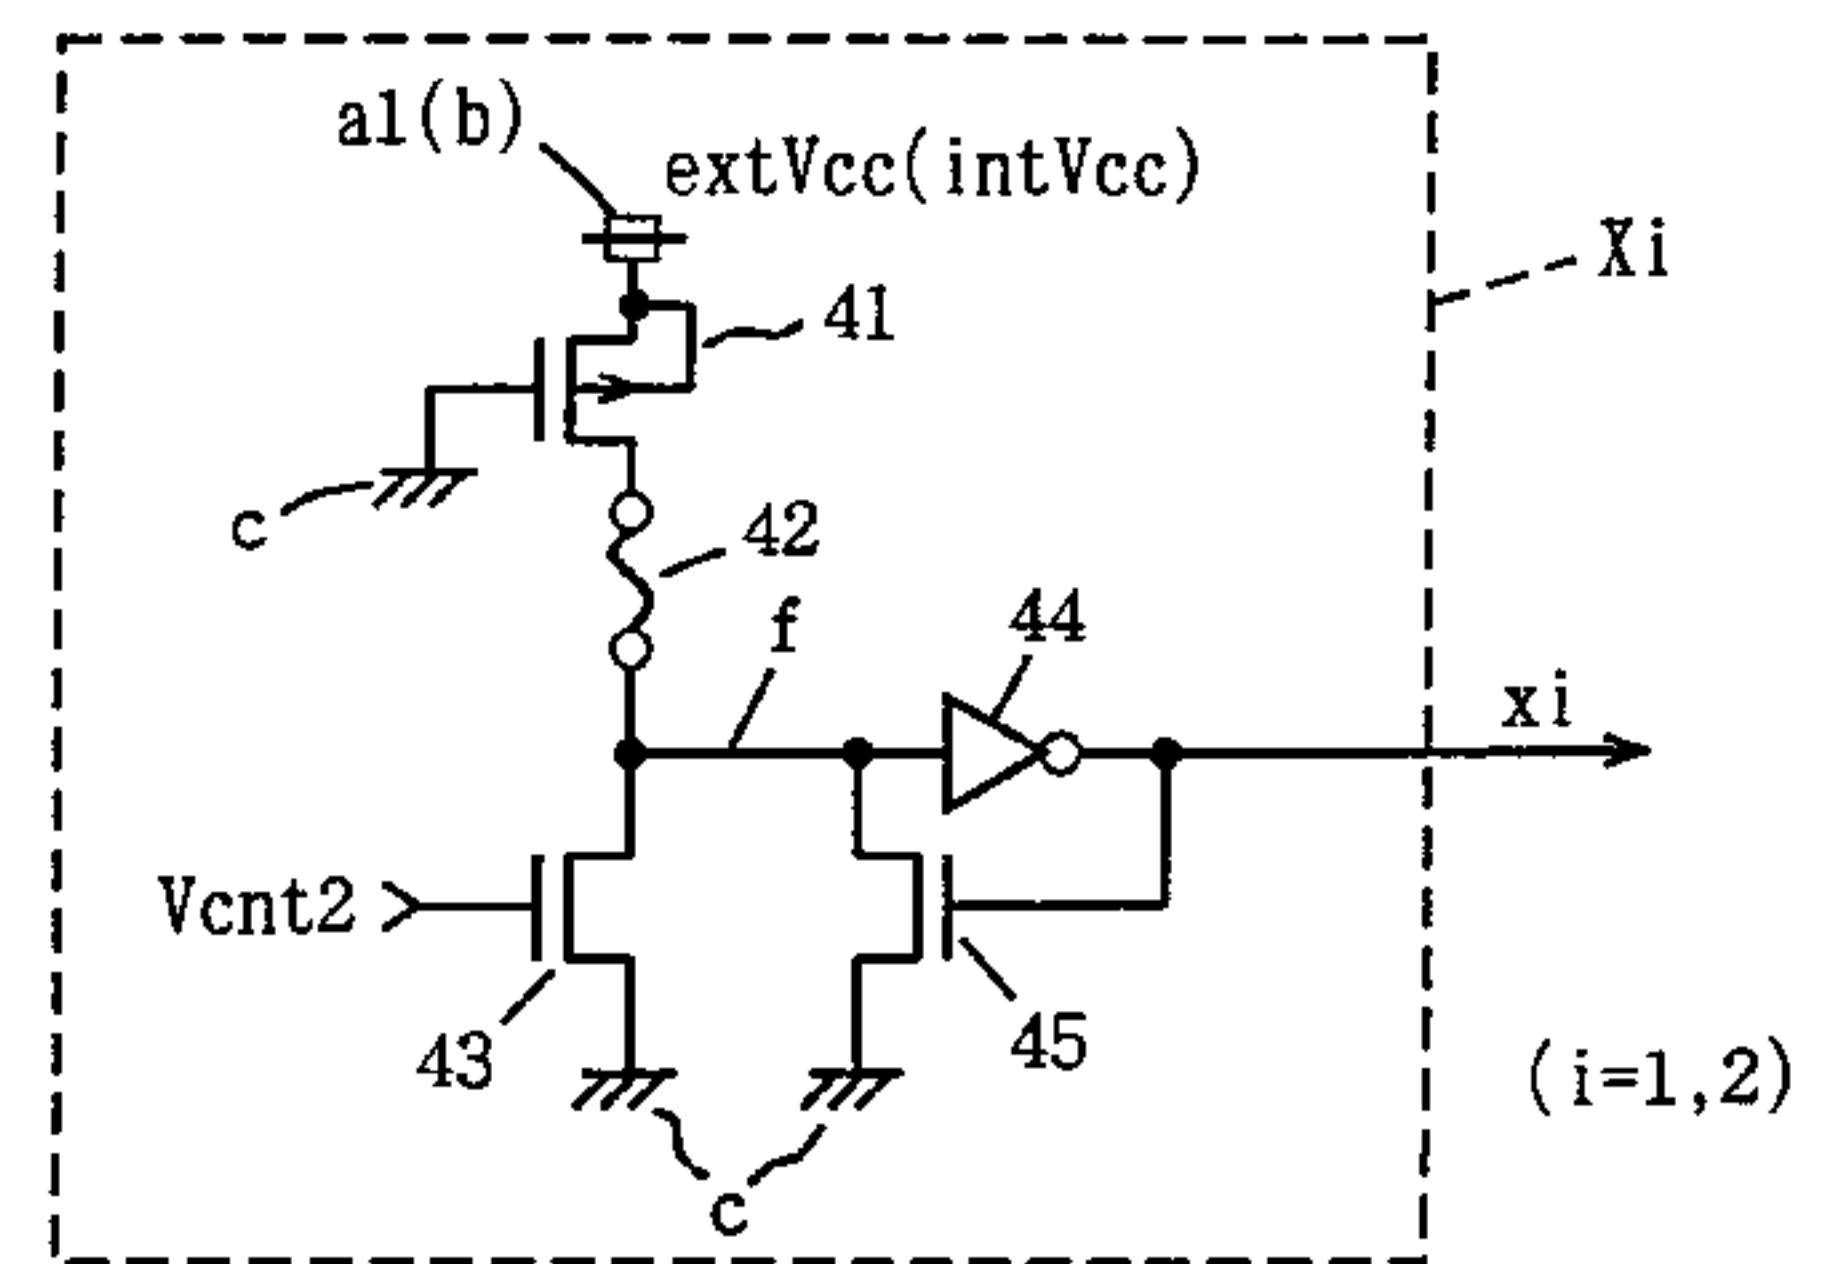 a1(b)
extVcc(intVcc)
Xi
41
c
42
f
44
xi
Vcnt2
43
45
(i=1,2)
c